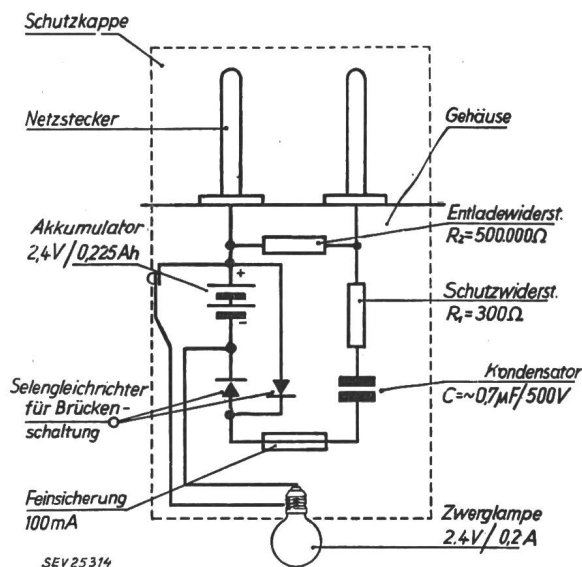 Schutzkappe
Netzstecker
Gehäuse
Akkumulator
2,4V/0,225Ah
Entladewiderst.
R₂=500.000Ω
+
-
Schutzwiderst.
R₁=300Ω
Selengleichrichter
für Brücken-
schaltung
Kondensator
C=~0,7µF/500V
Feinsicherung
100mA
Zwerglampe
2.4V/0,2A
SEV25314